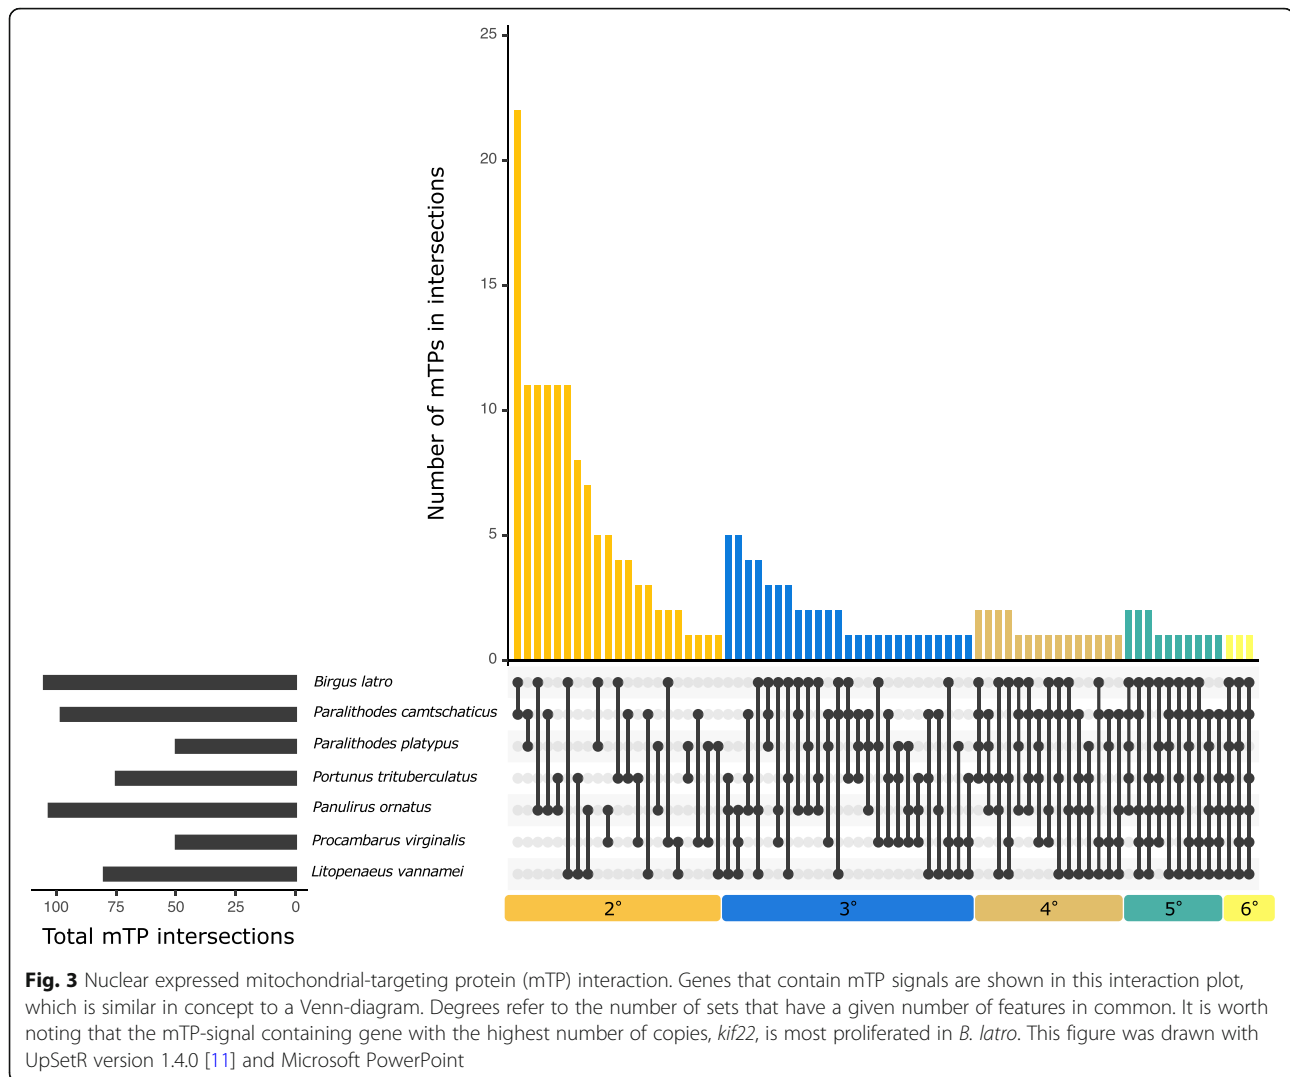 25
20
15
10
5
0
Number of mTPs in intersections
Birgus latro
Paralithodes camtschaticus
Paralithodes platypus
Portunus trituberculatus
Panulirus ornatus
Procambarus virginalis
Litopenaeus vannamei
100 75 50 25 0
Total mTP intersections
2° 3° 4° 5° 6°
Fig. 3 Nuclear expressed mitochondrial-targeting protein (mTP) interaction. Genes that contain mTP signals are shown in this interaction plot,
which is similar in concept to a Venn-diagram. Degrees refer to the number of sets that have a given number of features in common. It is worth
noting that the mTP-signal containing gene with the highest number of copies, kif22, is most proliferated in B. latro. This figure was drawn with
UpSetR version 1.4.0 [11] and Microsoft PowerPoint